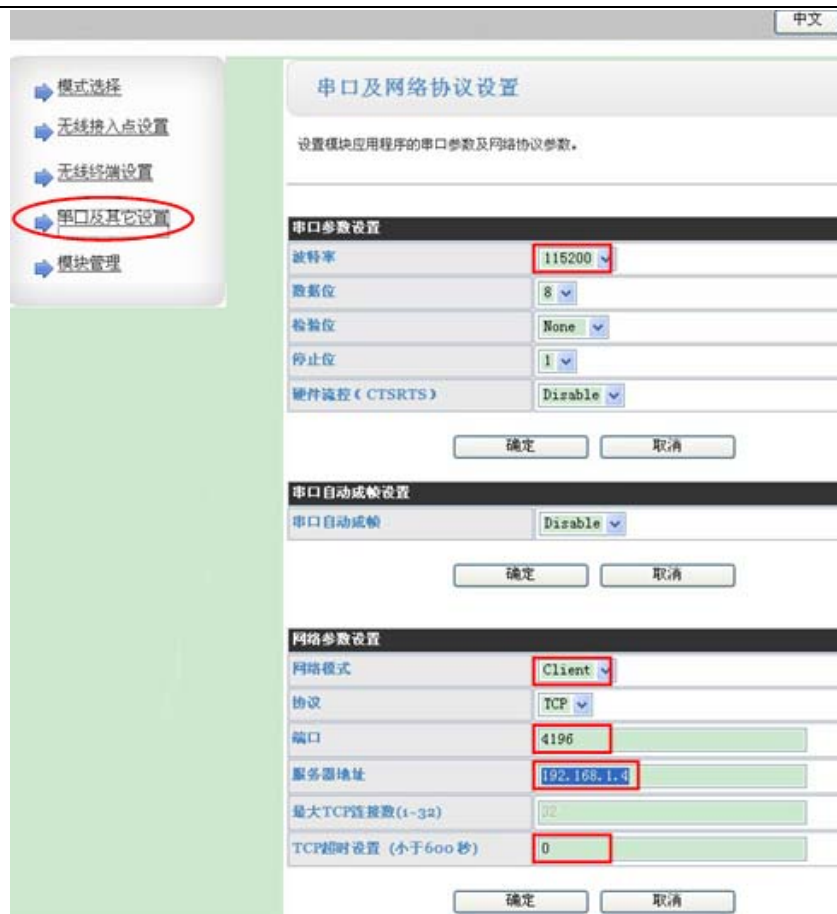 中文
模式选择
无线接入点设置
无线终端设置
串口及其它设置
模块管理
串口及网络协议设置
设置模块应用程序的串口参数及网络协议参数。
串口参数设置
波特率 115200
数据位 8
检验位 None
停止位 1
硬件流控(CTSRTS) Disable
确定 取消
串口自动成帧设置
串口自动成帧 Disable
确定 取消
网络参数设置
网络模式 Client
协议 TCP
端口 4196
服务器地址 192.168.1.4
最大TCP连接数(1~32) 32
TCP超时设置 (小于600 秒) 0
确定 取消